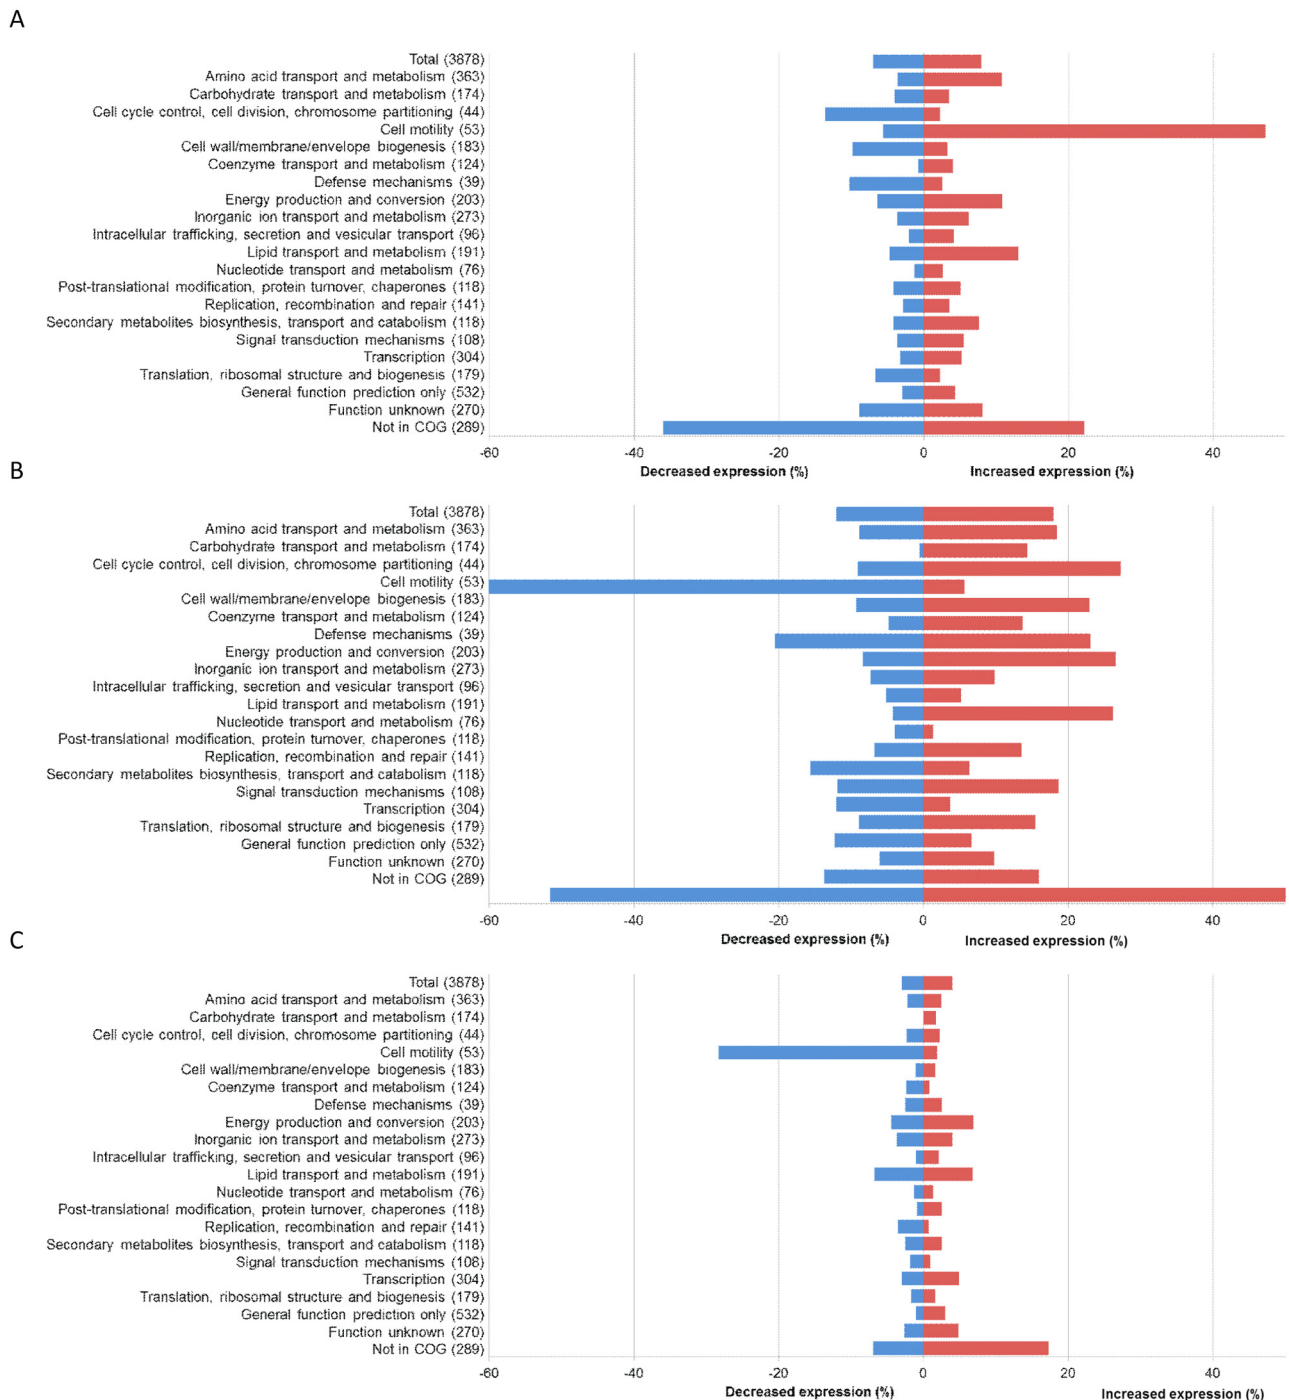 A
Total (3878)
Amino acid transport and metabolism (363)
Carbohydrate transport and metabolism (174)
Cell cycle control, cell division, chromosome partitioning (44)
Cell motility (53)
Cell wall/membrane/envelope biogenesis (183)
Coenzyme transport and metabolism (124)
Defense mechanisms (39)
Energy production and conversion (203)
Inorganic ion transport and metabolism (273)
Intracellular trafficking, secretion and vesicular transport (96)
Lipid transport and metabolism (191)
Nucleotide transport and metabolism (76)
Post-translational modification, protein turnover, chaperones (118)
Replication, recombination and repair (141)
Secondary metabolites biosynthesis, transport and catabolism (118)
Signal transduction mechanisms (108)
Transcription (304)
Translation, ribosomal structure and biogenesis (179)
General function prediction only (532)
Function unknown (270)
Not in COG (289)
-60 -40 -20 0 20 40
Decreased expression (%) Increased expression (%)
B
Total (3878)
Amino acid transport and metabolism (363)
Carbohydrate transport and metabolism (174)
Cell cycle control, cell division, chromosome partitioning (44)
Cell motility (53)
Cell wall/membrane/envelope biogenesis (183)
Coenzyme transport and metabolism (124)
Defense mechanisms (39)
Energy production and conversion (203)
Inorganic ion transport and metabolism (273)
Intracellular trafficking, secretion and vesicular transport (96)
Lipid transport and metabolism (191)
Nucleotide transport and metabolism (76)
Post-translational modification, protein turnover, chaperones (118)
Replication, recombination and repair (141)
Secondary metabolites biosynthesis, transport and catabolism (118)
Signal transduction mechanisms (108)
Transcription (304)
Translation, ribosomal structure and biogenesis (179)
General function prediction only (532)
Function unknown (270)
Not in COG (289)
-60 -40 -20 0 20 40
Decreased expression (%) Increased expression (%)
C
Total (3878)
Amino acid transport and metabolism (363)
Carbohydrate transport and metabolism (174)
Cell cycle control, cell division, chromosome partitioning (44)
Cell motility (53)
Cell wall/membrane/envelope biogenesis (183)
Coenzyme transport and metabolism (124)
Defense mechanisms (39)
Energy production and conversion (203)
Inorganic ion transport and metabolism (273)
Intracellular trafficking, secretion and vesicular transport (96)
Lipid transport and metabolism (191)
Nucleotide transport and metabolism (76)
Post-translational modification, protein turnover, chaperones (118)
Replication, recombination and repair (141)
Secondary metabolites biosynthesis, transport and catabolism (118)
Signal transduction mechanisms (108)
Transcription (304)
Translation, ribosomal structure and biogenesis (179)
General function prediction only (532)
Function unknown (270)
Not in COG (289)
-60 -40 -20 0 20 40
Decreased expression (%) Increased expression (%)